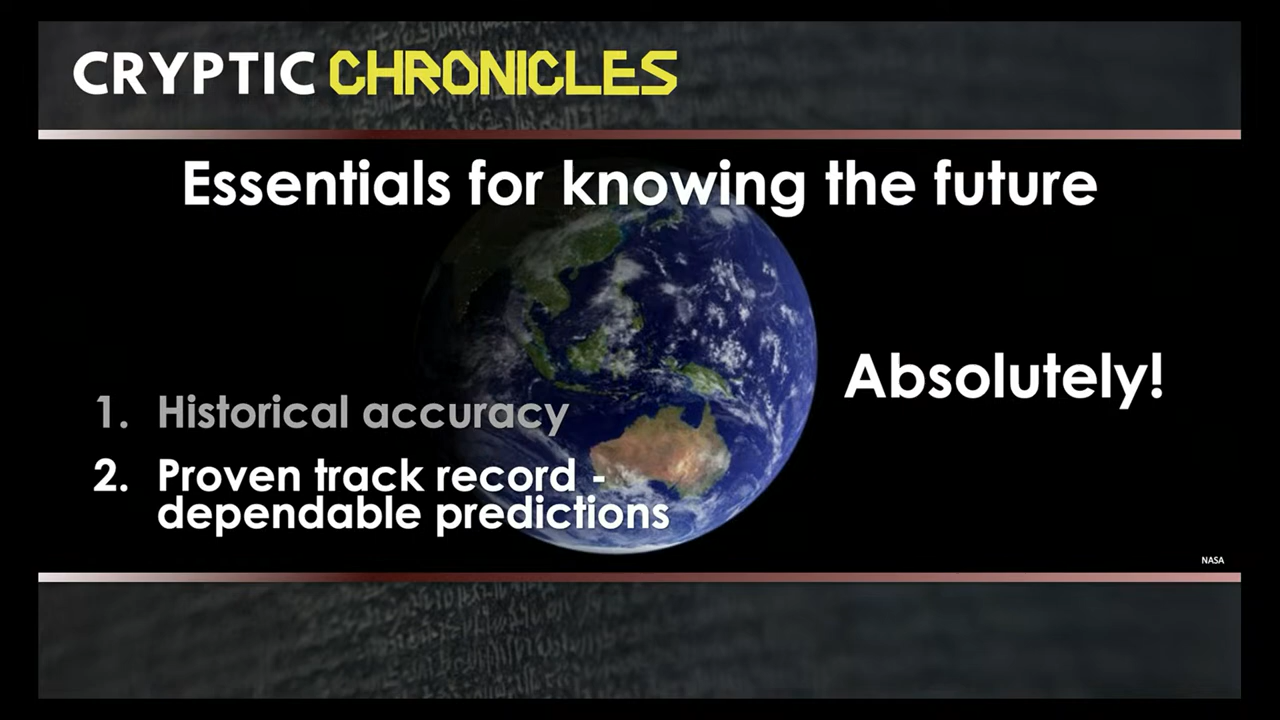 CRYPTIC CHRONICLES
Essentials for knowing the future
Absolutely!
1. Historical accuracy
2. Proven track record -
dependable predictions
NASA